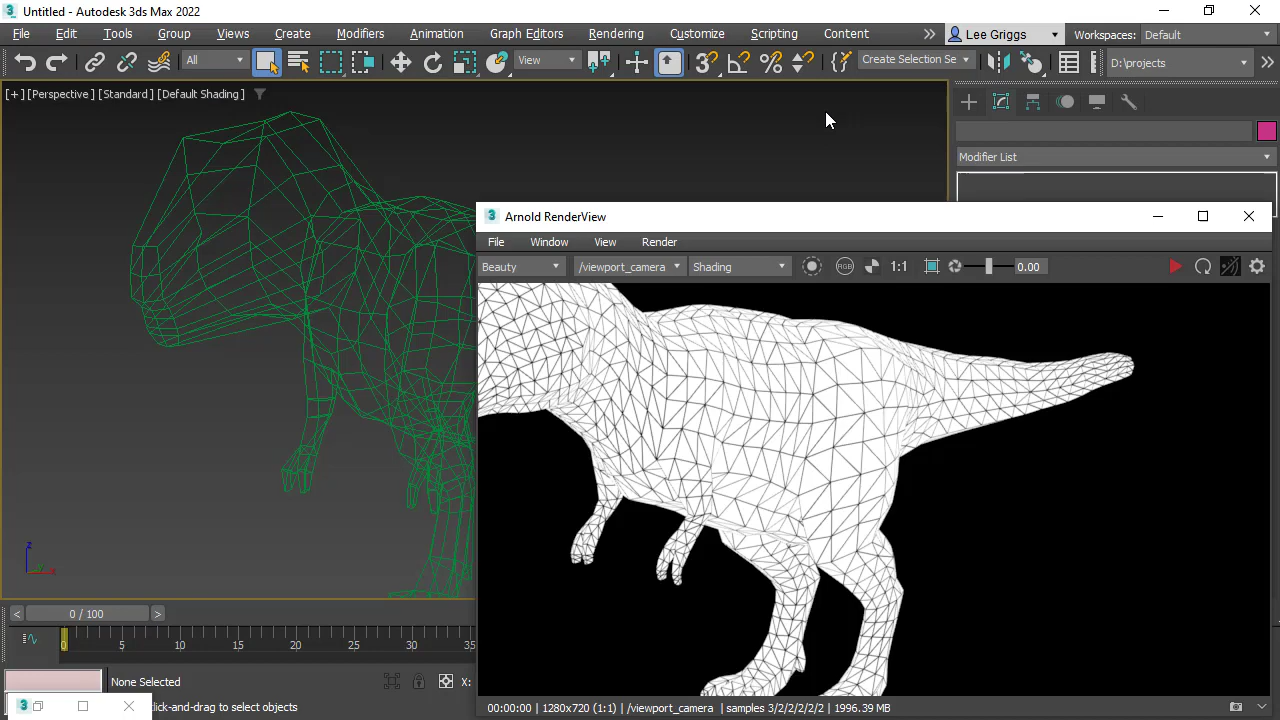 Untitled - Autodesk 3ds Max 2022
File Edit Tools Group Views Create Modifiers Animation Graph Editors Rendering Customize Scripting Content Lee Griggs Workspaces: Default
All View Create Selection Se D:\projects
[+] [Perspective] [Standard] [Default Shading]
Modifier List
Arnold RenderView
File Window View Render
Beauty /viewport_camera Shading RGB 1:1 0.00
z
x
0 / 100
0 5 10 15 20 25 30 35
None Selected X:
click-and-drag to select objects
00:00:00 | 1280x720 (1:1) | /viewport_camera | samples 3/2/2/2/2/2 | 1996.39 MB